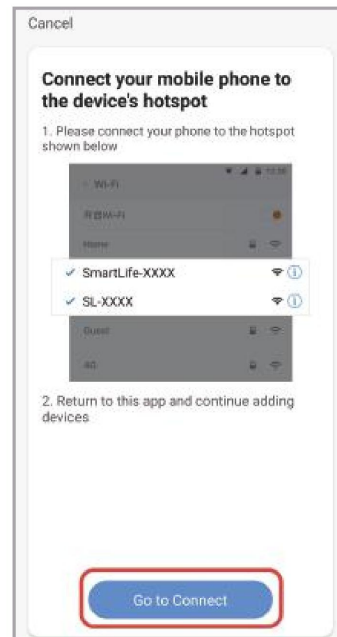 Cancel
Connect your mobile phone to
the device's hotspot
1. Please connect your phone to the hotspot
shown below
Wi-Fi
Home
SmartLife-XXXX
SL-XXXX
Guest
4G
2. Return to this app and continue adding
devices
Go to Connect